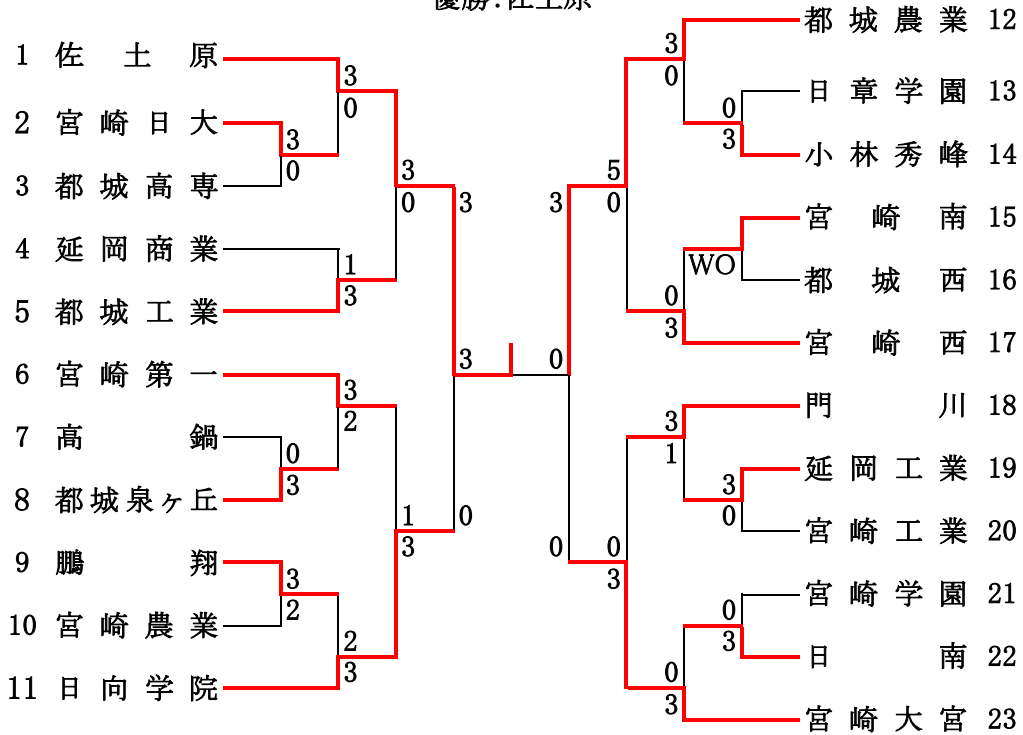 優勝:佐土原
1 佐土原
2 宮崎日大
3 都城高専
4 延岡商業
5 都城工業
6 宮崎第一
7 高鍋
8 都城泉ヶ丘
9 鵬翔
10 宮崎農業
11 日向学院
3
0
3
0
1
3
3
2
0
3
3
2
2
3
3
0
1
3
3
0
3
0
3
0
5
0
0
3
3
0
0
3
WO
0
3
3
1
3
0
0
3
0
3
都城農業 12
日章学園 13
小林秀峰 14
宮崎南 15
都城西 16
宮崎西 17
門川 18
延岡工業 19
宮崎工業 20
宮崎学園 21
日南 22
宮崎大宮 23